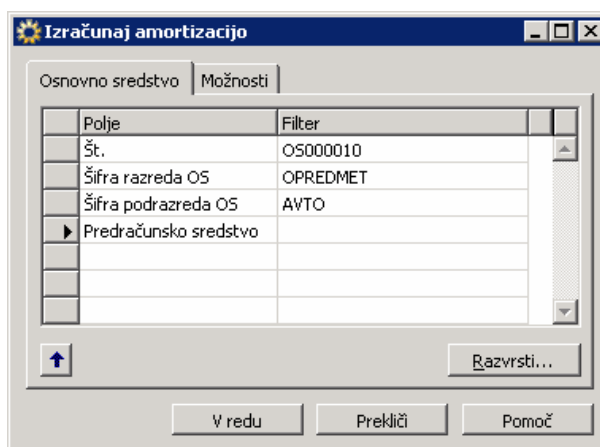 Izračunaj amortizacijo
Osnovno sredstvo Možnosti
Polje Filter
Št. OS000010
Šifra razreda OS OPREDMET
Šifra podrazreda OS AVTO
Predračunsko sredstvo
Razvrsti...
V redu Prekliči Pomoč